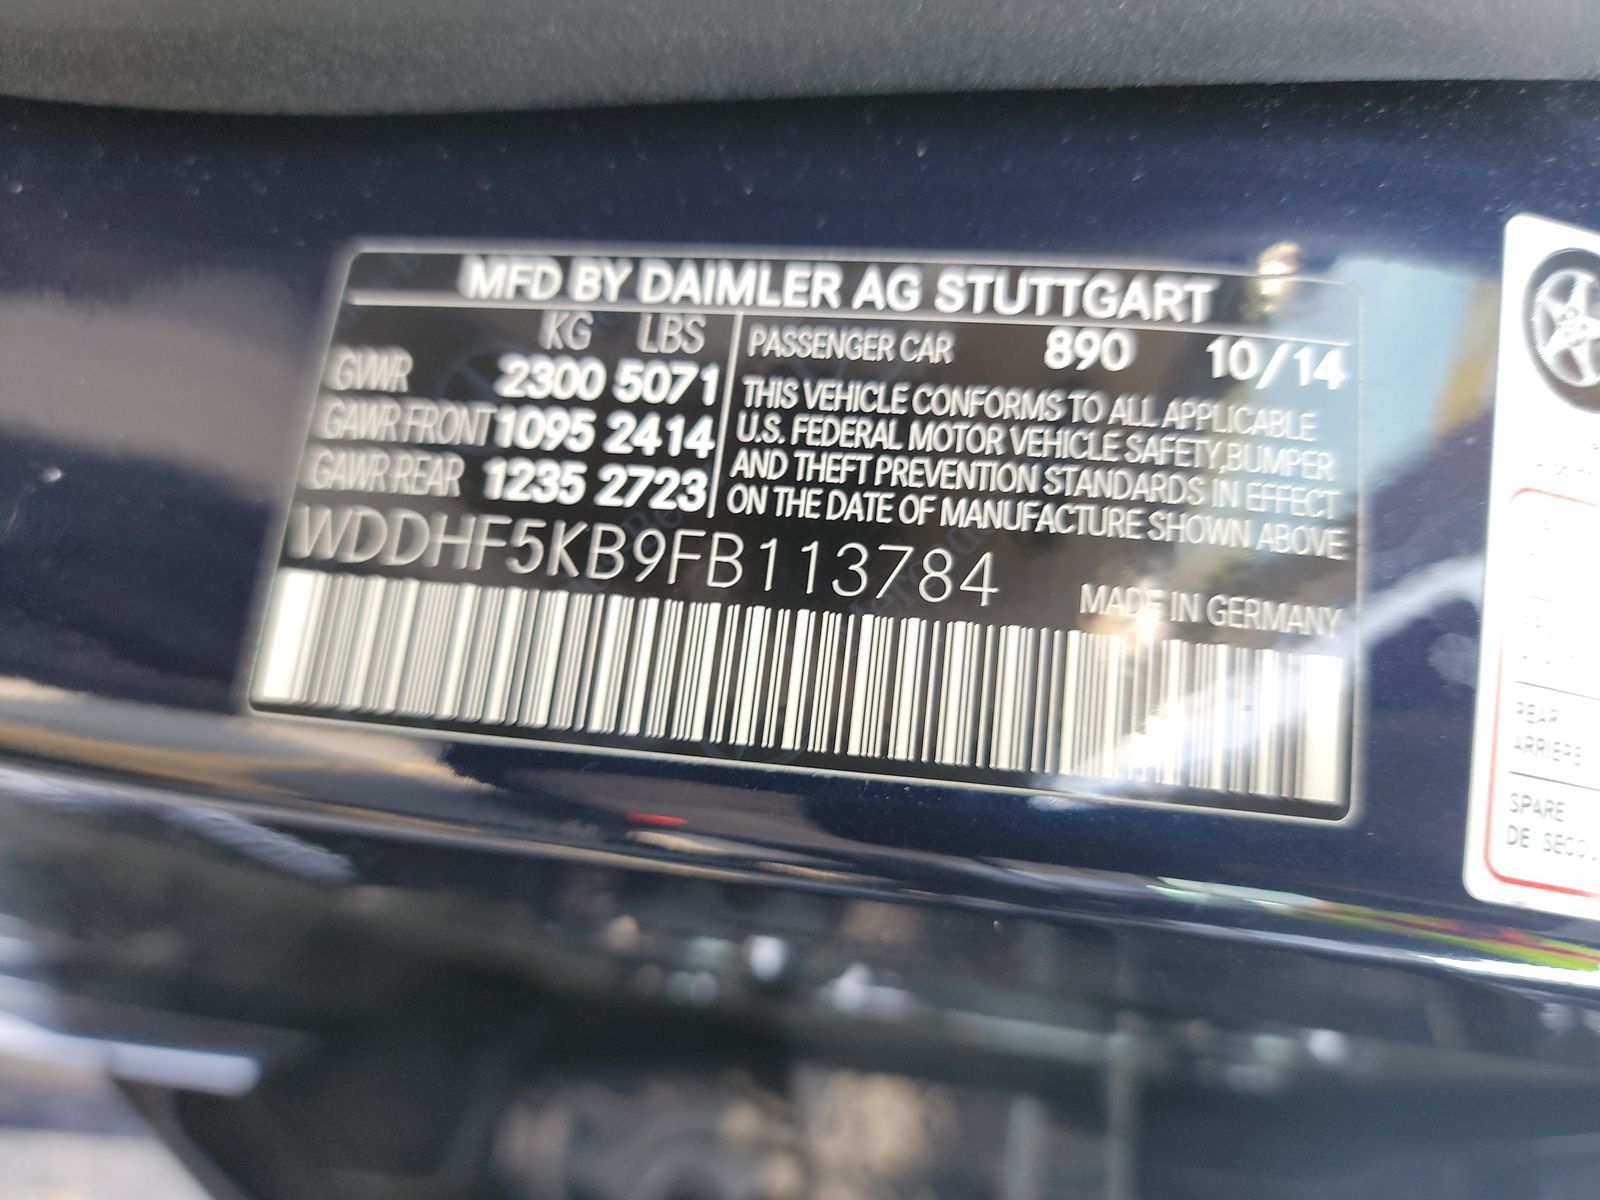 MFD BY DAIMLER AG STUTTGART
KG LBS
GVWR 2300 5071
GAWR FRONT 1095 2414
GAWR REAR 1235 2723
PASSENGER CAR 890 10/14
THIS VEHICLE CONFORMS TO ALL APPLICABLE
U.S. FEDERAL MOTOR VEHICLE SAFETY,BUMPER
AND THEFT PREVENTION STANDARDS IN EFFECT
ON THE DATE OF MANUFACTURE SHOWN ABOVE
WDDHF5KB9FB113784
MADE IN GERMANY
REAR
ARRIERE
SPARE
DE